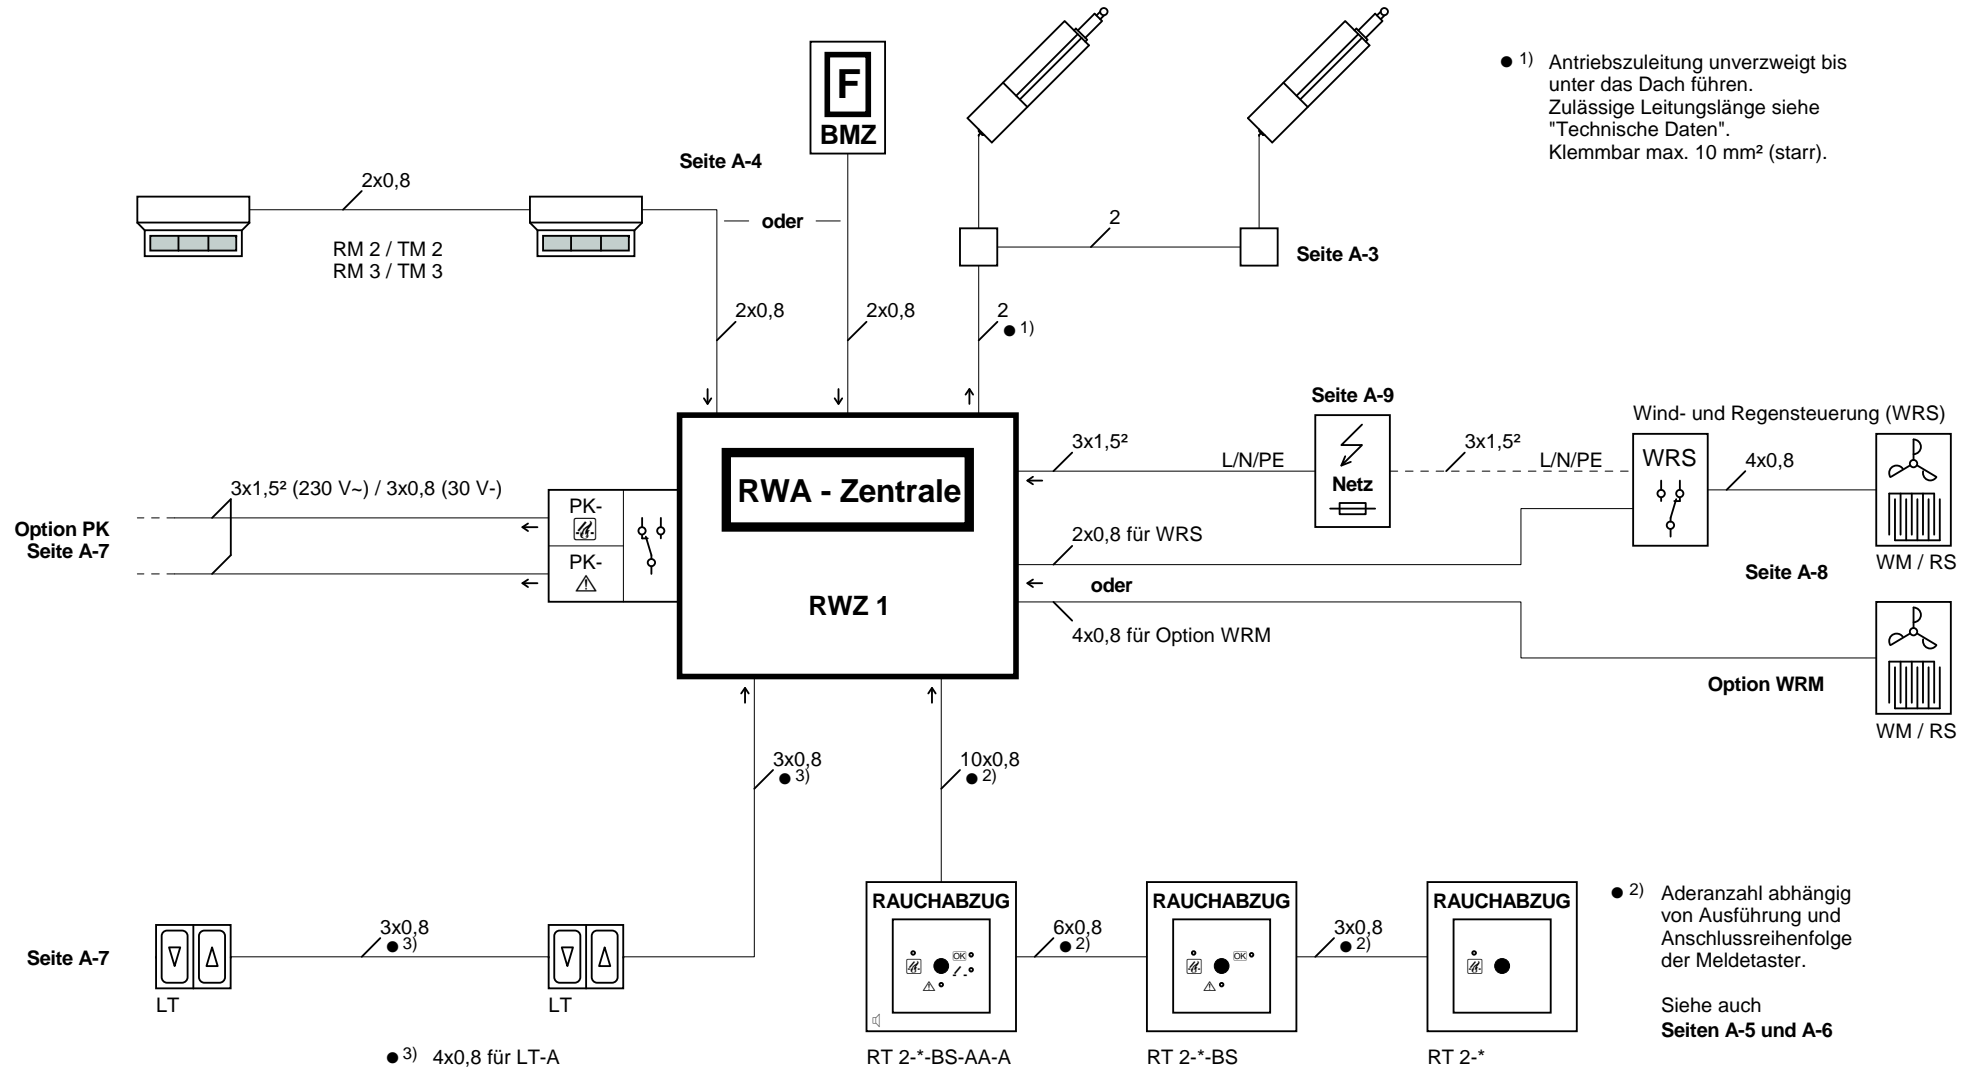 F
BMZ
● 1) Antriebszuleitung unverzweigt bis
unter das Dach führen.
Zulässige Leitungslänge siehe
"Technische Daten".
Klemmbar max. 10 mm² (starr).
Seite A-4
2x0,8
oder
RM 2 / TM 2
RM 3 / TM 3
2
Seite A-3
2x0,8
2x0,8
2
● 1)
Seite A-9
Wind- und Regensteuerung (WRS)
3x1,5²
L/N/PE
Netz
3x1,5²
L/N/PE
WRS
4x0,8
WM / RS
RWA - Zentrale
RWZ 1
3x1,5² (230 V~) / 3x0,8 (30 V-)
Option PK
Seite A-7
PK-
PK-
2x0,8 für WRS
oder
Seite A-8
4x0,8 für Option WRM
Option WRM
WM / RS
3x0,8
● 3)
10x0,8
● 2)
Seite A-7
3x0,8
● 3)
LT
LT
RAUCHABZUG
OK
6x0,8
● 2)
RAUCHABZUG
OK
3x0,8
● 2)
RAUCHABZUG
● 2) Aderanzahl abhängig
von Ausführung und
Anschlussreihenfolge
der Meldetaster.
Siehe auch
Seiten A-5 und A-6
● 3) 4x0,8 für LT-A
RT 2-*-BS-AA-A
RT 2-*-BS
RT 2-*